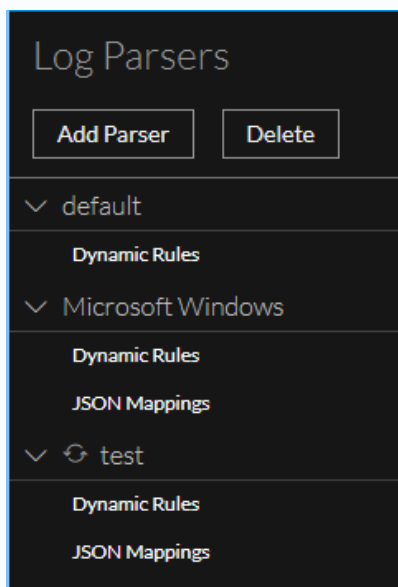 Log Parsers
Add Parser Delete
default
Dynamic Rules
Microsoft Windows
Dynamic Rules
JSON Mappings
test
Dynamic Rules
JSON Mappings